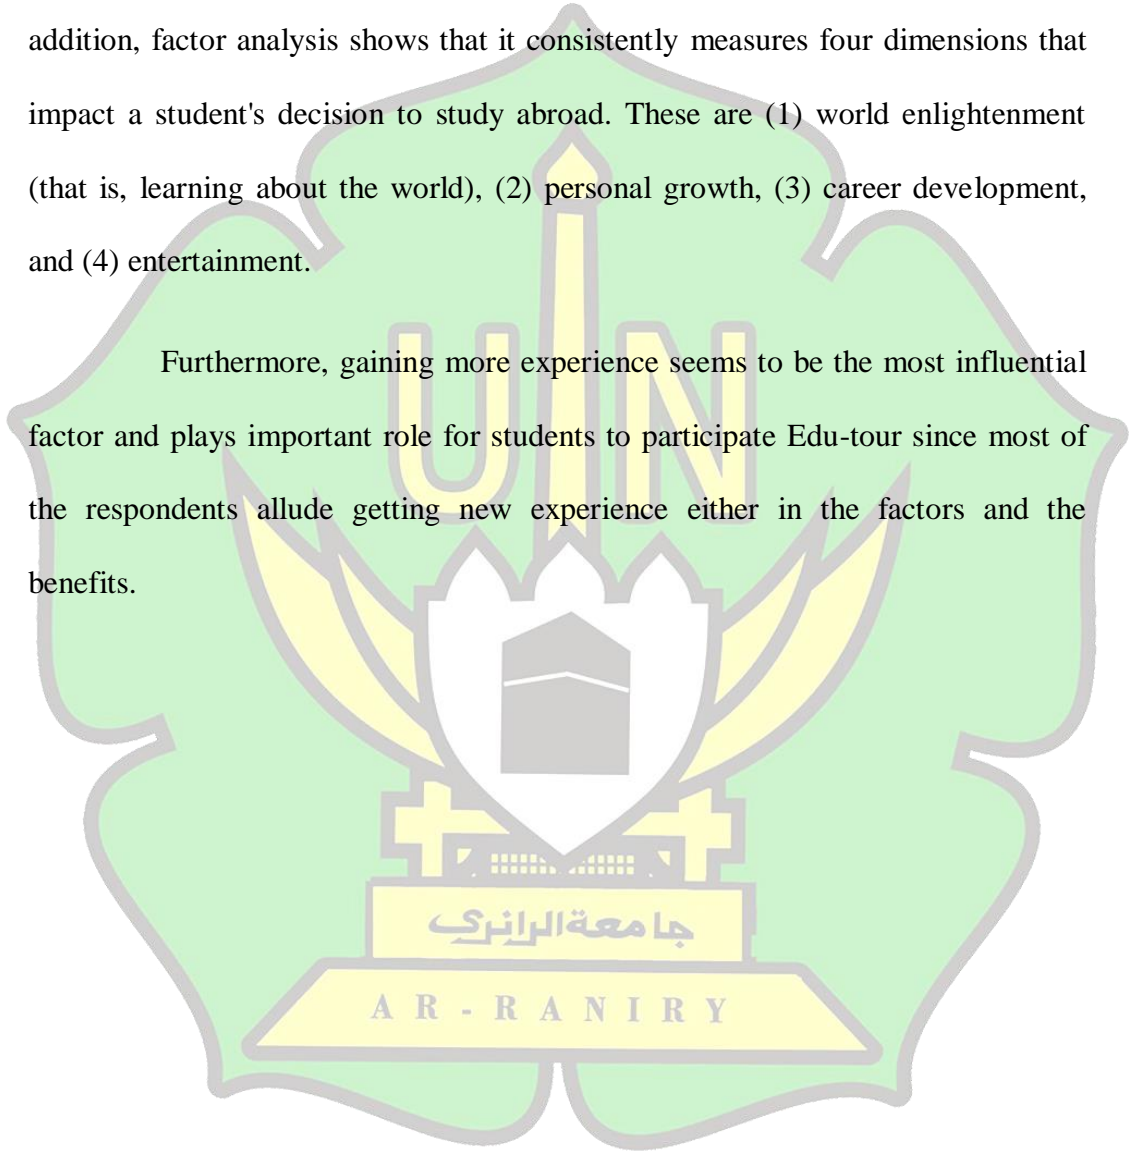 addition, factor analysis shows that it consistently measures four dimensions that
impact a student's decision to study abroad. These are (1) world enlightenment
(that is, learning about the world), (2) personal growth, (3) career development,
and (4) entertainment.
Furthermore, gaining more experience seems to be the most influential
factor and plays important role for students to participate Edu-tour since most of
the respondents allude getting new experience either in the factors and the
benefits.
UIN
جا معةالرانري
AR-RANIRY